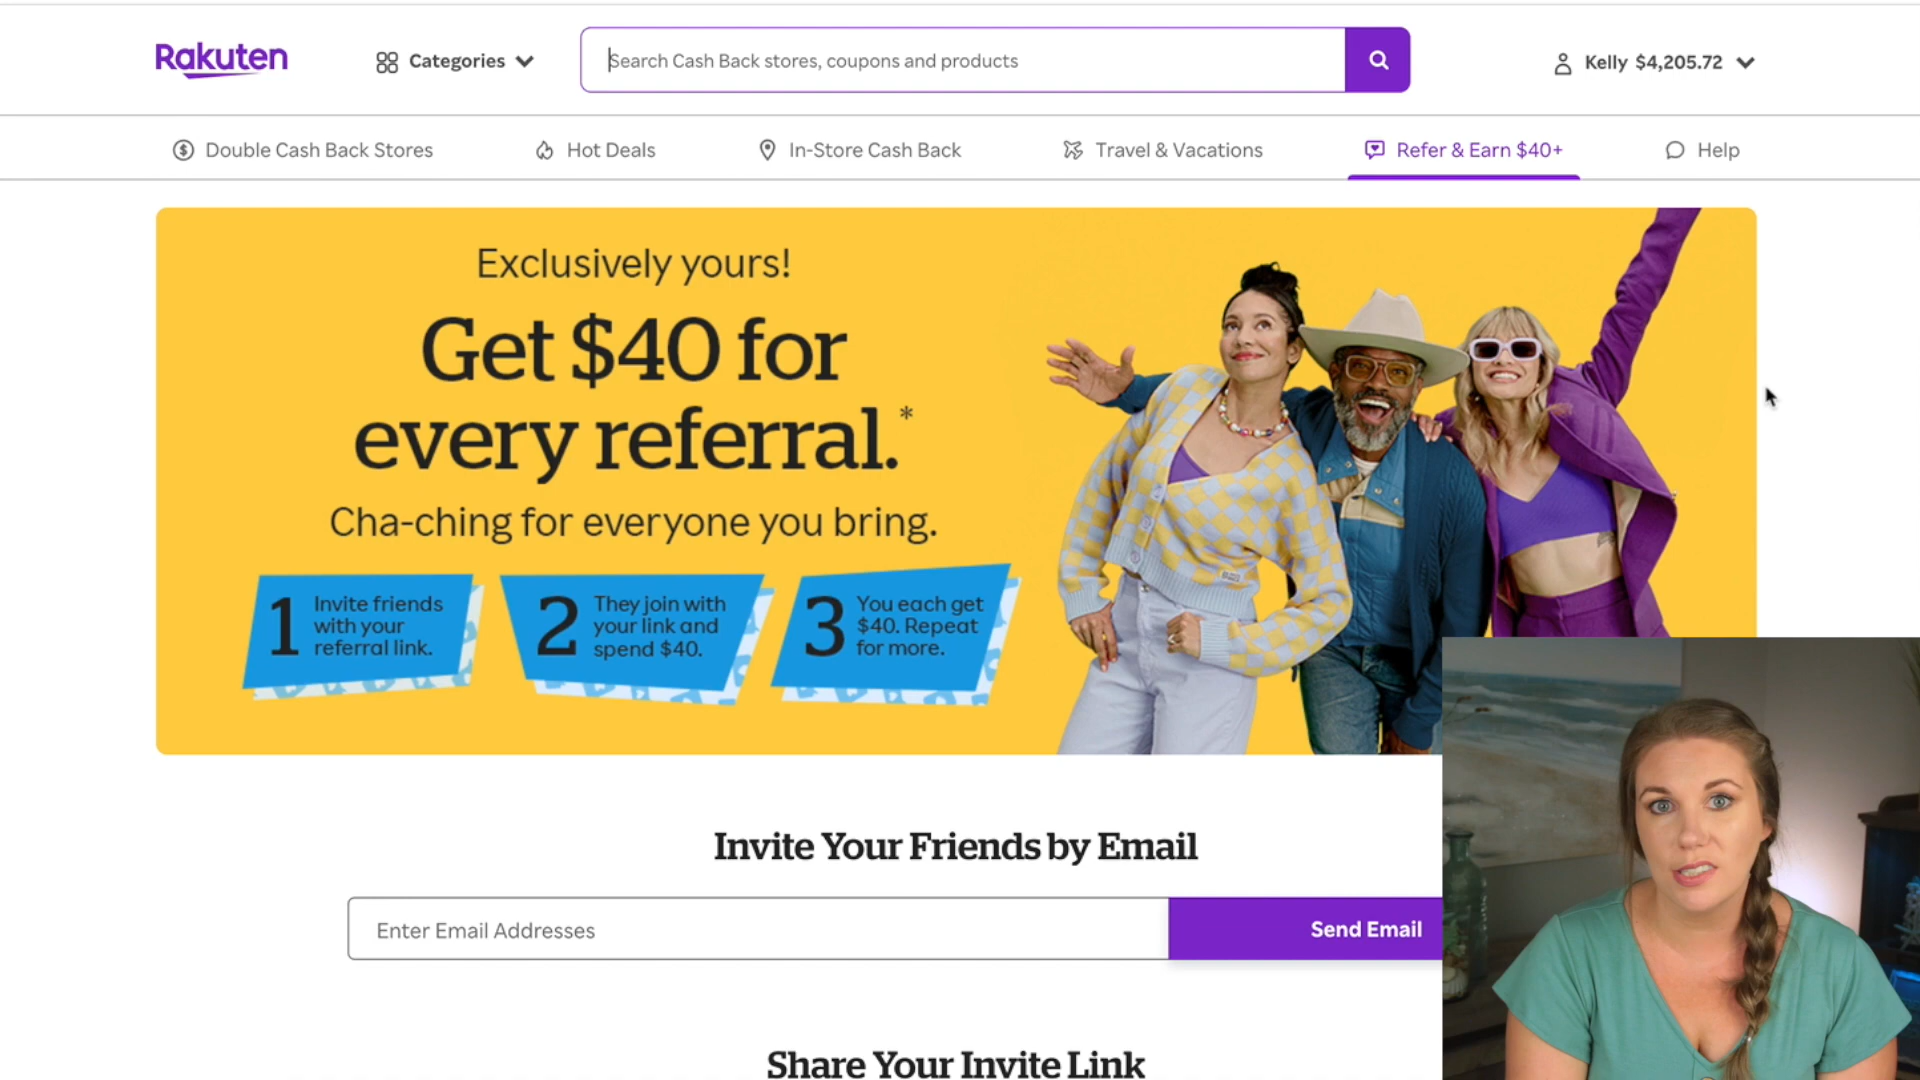 Rakuten
Categories
Search Cash Back stores, coupons and products
Kelly $4,205.72
Double Cash Back Stores
Hot Deals
In-Store Cash Back
Travel & Vacations
Refer & Earn $40+
Help
Exclusively yours!
Get $40 for
every referral.*
Cha-ching for everyone you bring.
1
Invite friends
with your
referral link.
2
They join with
your link and
spend $40.
3
You each get
$40. Repeat
for more.
Invite Your Friends by Email
Enter Email Addresses
Send Email
Share Your Invite Link